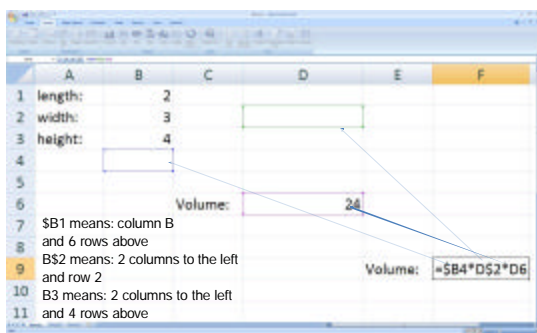 A B C D E F
1 length: 2
2 width: 3
3 height: 4
4
5
6 Volume: 24
7 $B1 means: column B
and 6 rows above
8
B$2 means: 2 columns to the left
9 Volume: =$B4*D$2*D6
and row 2
10 B3 means: 2 columns to the left
11 and 4 rows above